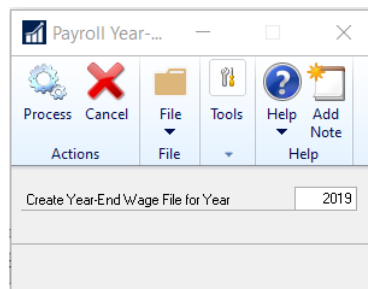 Payroll Year-...
Process Cancel File Tools Help Add Note
Actions File Help
Create Year-End Wage File for Year 2019